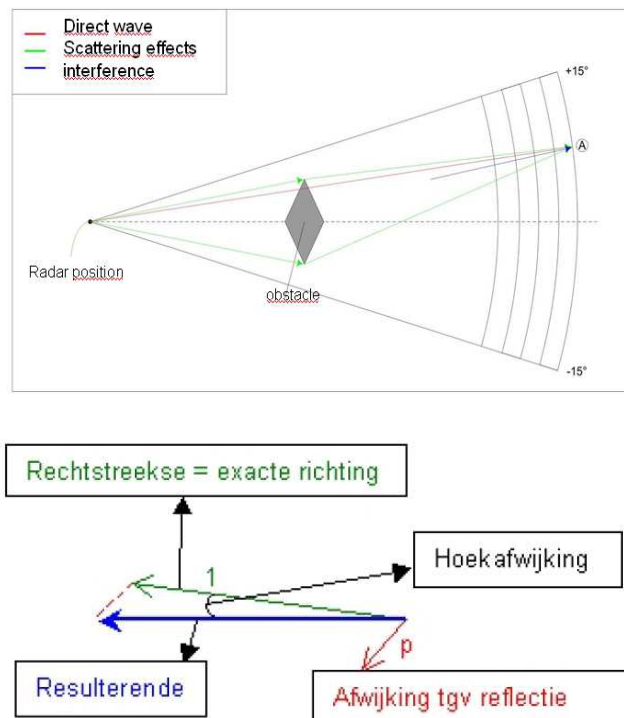 Direct wave
Scattering effects
interference
+15°
A
Radar position
obstacle
-15°
Rechtstreekse = exacte richting
1
Hoekafwijking
p
Resulterende
Afwijking tgv reflectie